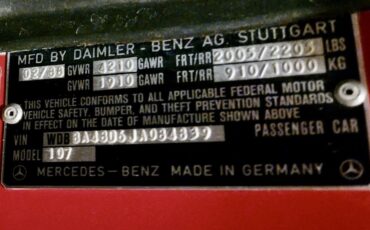 MFD BY DAIMLER - BENZ AG. STUTTGART
02/88 GVWR 4210 GAWR FRT/RR 2005/2205 LBS
GVWR 1910 GAWR FRT/RR 910/1000 KG
THIS VEHICLE CONFORMS TO ALL APPLICABLE FEDERAL MOTOR
VEHICLE SAFETY, BUMPER, AND THEFT PREVENTION STANDARDS
IN EFFECT ON THE DATE OF MANUFACTURE SHOWN ABOVE
VIN WDBBA48D6JA084839 PASSENGER CAR
MODEL 107
MERCEDES-BENZ MADE IN GERMANY